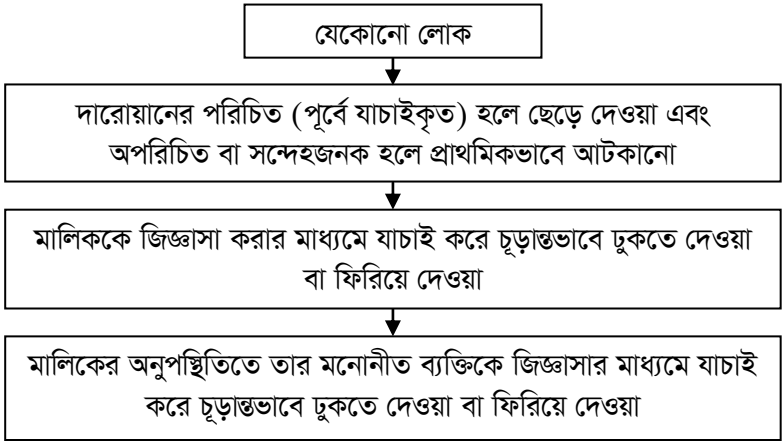 যেকোনো লোক
দারোয়ানের পরিচিত (পূর্বে যাচাইকৃত) হলে ছেড়ে দেওয়া এবং
অপরিচিত বা সন্দেহজনক হলে প্রাথমিকভাবে আটকানো
মালিককে জিজ্ঞাসা করার মাধ্যমে যাচাই করে চূড়ান্তভাবে ঢুকতে দেওয়া
বা ফিরিয়ে দেওয়া
মালিকের অনুপস্থিতিতে তার মনোনীত ব্যক্তিকে জিজ্ঞাসার মাধ্যমে যাচাই
করে চূড়ান্তভাবে ঢুকতে দেওয়া বা ফিরিয়ে দেওয়া